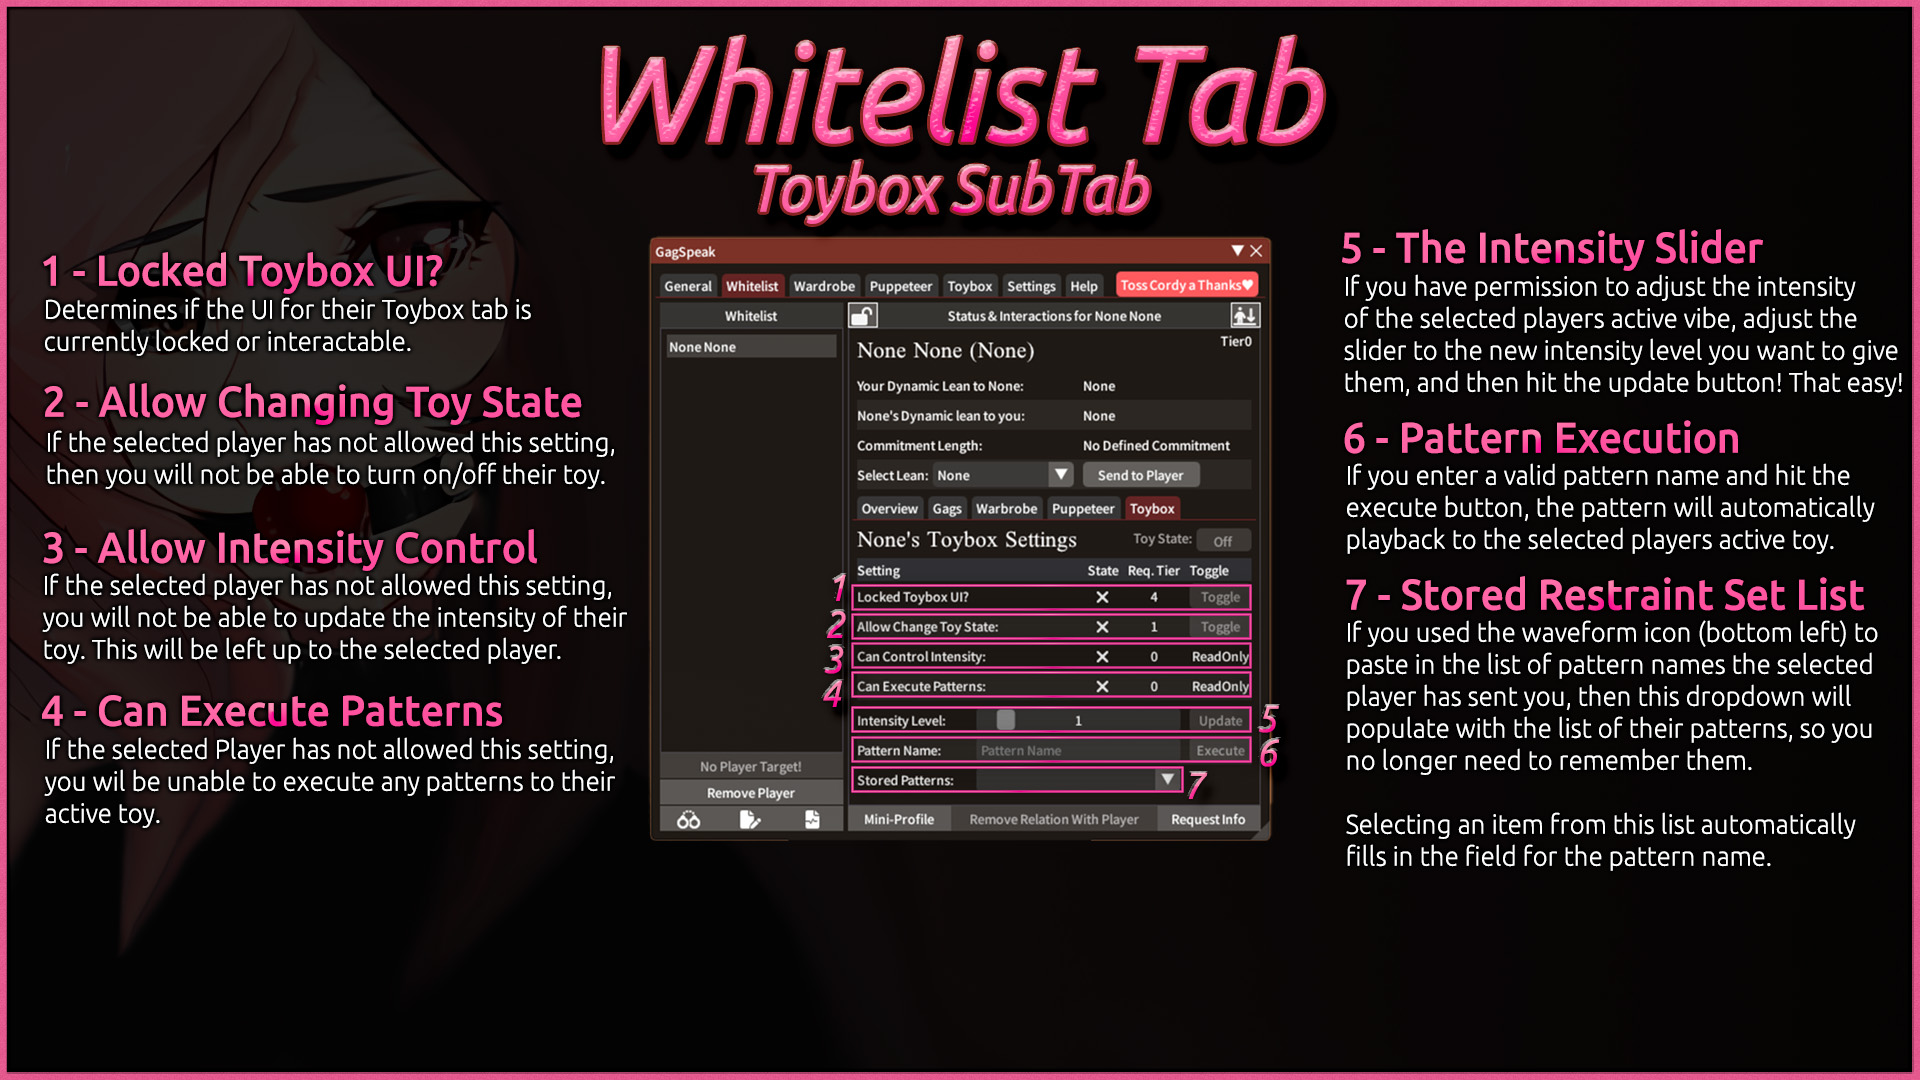 Whitelist Tab
Toybox SubTab
1 - Locked Toybox UI?
Determines if the UI for their Toybox tab is
currently locked or interactable.
2 - Allow Changing Toy State
If the selected player has not allowed this setting,
then you will not be able to turn on/off their toy.
3 - Allow Intensity Control
If the selected player has not allowed this setting,
you will not be able to update the intensity of their
toy. This will be left up to the selected player.
4 - Can Execute Patterns
If the selected Player has not allowed this setting,
you wil be unable to execute any patterns to their
active toy.
GagSpeak
General Whitelist Wardrobe Puppeteer Toybox Settings Help Toss Cordy a Thanks♥
Whitelist
None None
No Player Target!
Remove Player
Status & Interactions for None None
None None (None) Tier0
Your Dynamic Lean to None: None
None's Dynamic lean to you: None
Commitment Length: No Defined Commitment
Select Lean: None Send to Player
Overview Gags Warbrobe Puppeteer Toybox
None's Toybox Settings Toy State: Off
Setting State Req. Tier Toggle
1 Locked Toybox UI? X 4 Toggle
2 Allow Change Toy State: X 1 Toggle
3 Can Control Intensity: X 0 ReadOnly
4 Can Execute Patterns: X 0 ReadOnly
Intensity Level: 1 Update 5
Pattern Name: Pattern Name Execute 6
Stored Patterns: 7
Mini-Profile Remove Relation With Player Request Info
5 - The Intensity Slider
If you have permission to adjust the intensity
of the selected players active vibe, adjust the
slider to the new intensity level you want to give
them, and then hit the update button! That easy!
6 - Pattern Execution
If you enter a valid pattern name and hit the
execute button, the pattern will automatically
playback to the selected players active toy.
7 - Stored Restraint Set List
If you used the waveform icon (bottom left) to
paste in the list of pattern names the selected
player has sent you, then this dropdown will
populate with the list of their patterns, so you
no longer need to remember them.
Selecting an item from this list automatically
fills in the field for the pattern name.